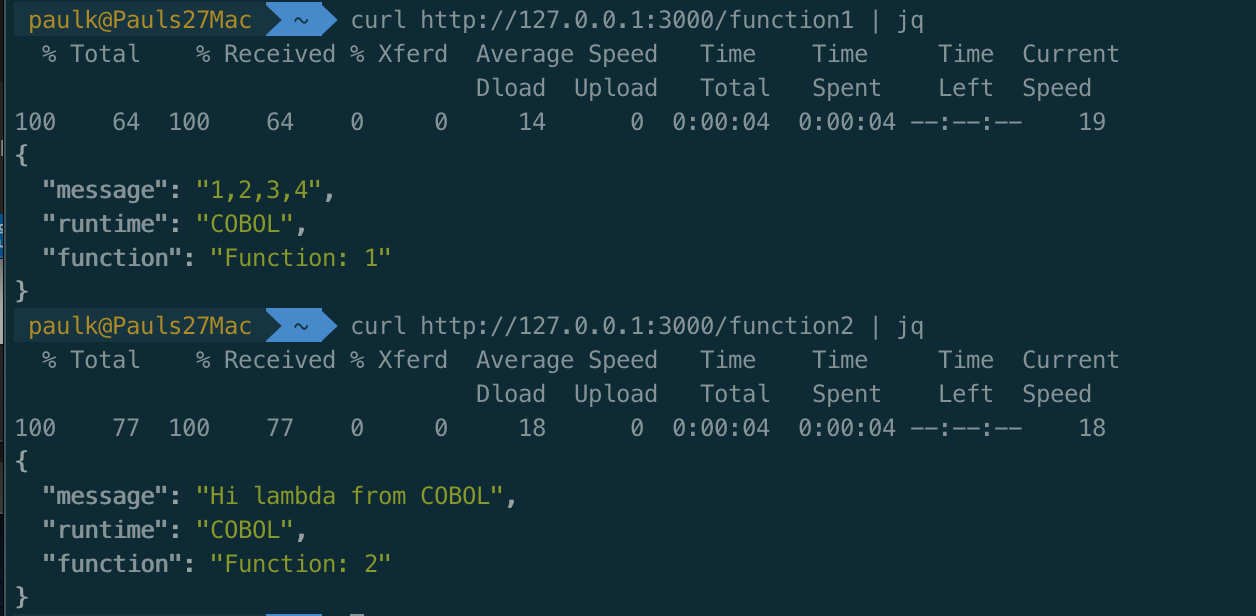 paulk@Pauls27Mac ~ curl http://127.0.0.1:3000/function1 | jq
% Total % Received % Xferd Average Speed Time Time Time Current
Dload Upload Total Spent Left Speed
100 64 100 64 0 0 14 0 0:00:04 0:00:04 --:--:-- 19
{
"message": "1,2,3,4",
"runtime": "COBOL",
"function": "Function: 1"
}
paulk@Pauls27Mac ~ curl http://127.0.0.1:3000/function2 | jq
% Total % Received % Xferd Average Speed Time Time Time Current
Dload Upload Total Spent Left Speed
100 77 100 77 0 0 18 0 0:00:04 0:00:04 --:--:-- 18
{
"message": "Hi lambda from COBOL",
"runtime": "COBOL",
"function": "Function: 2"
}